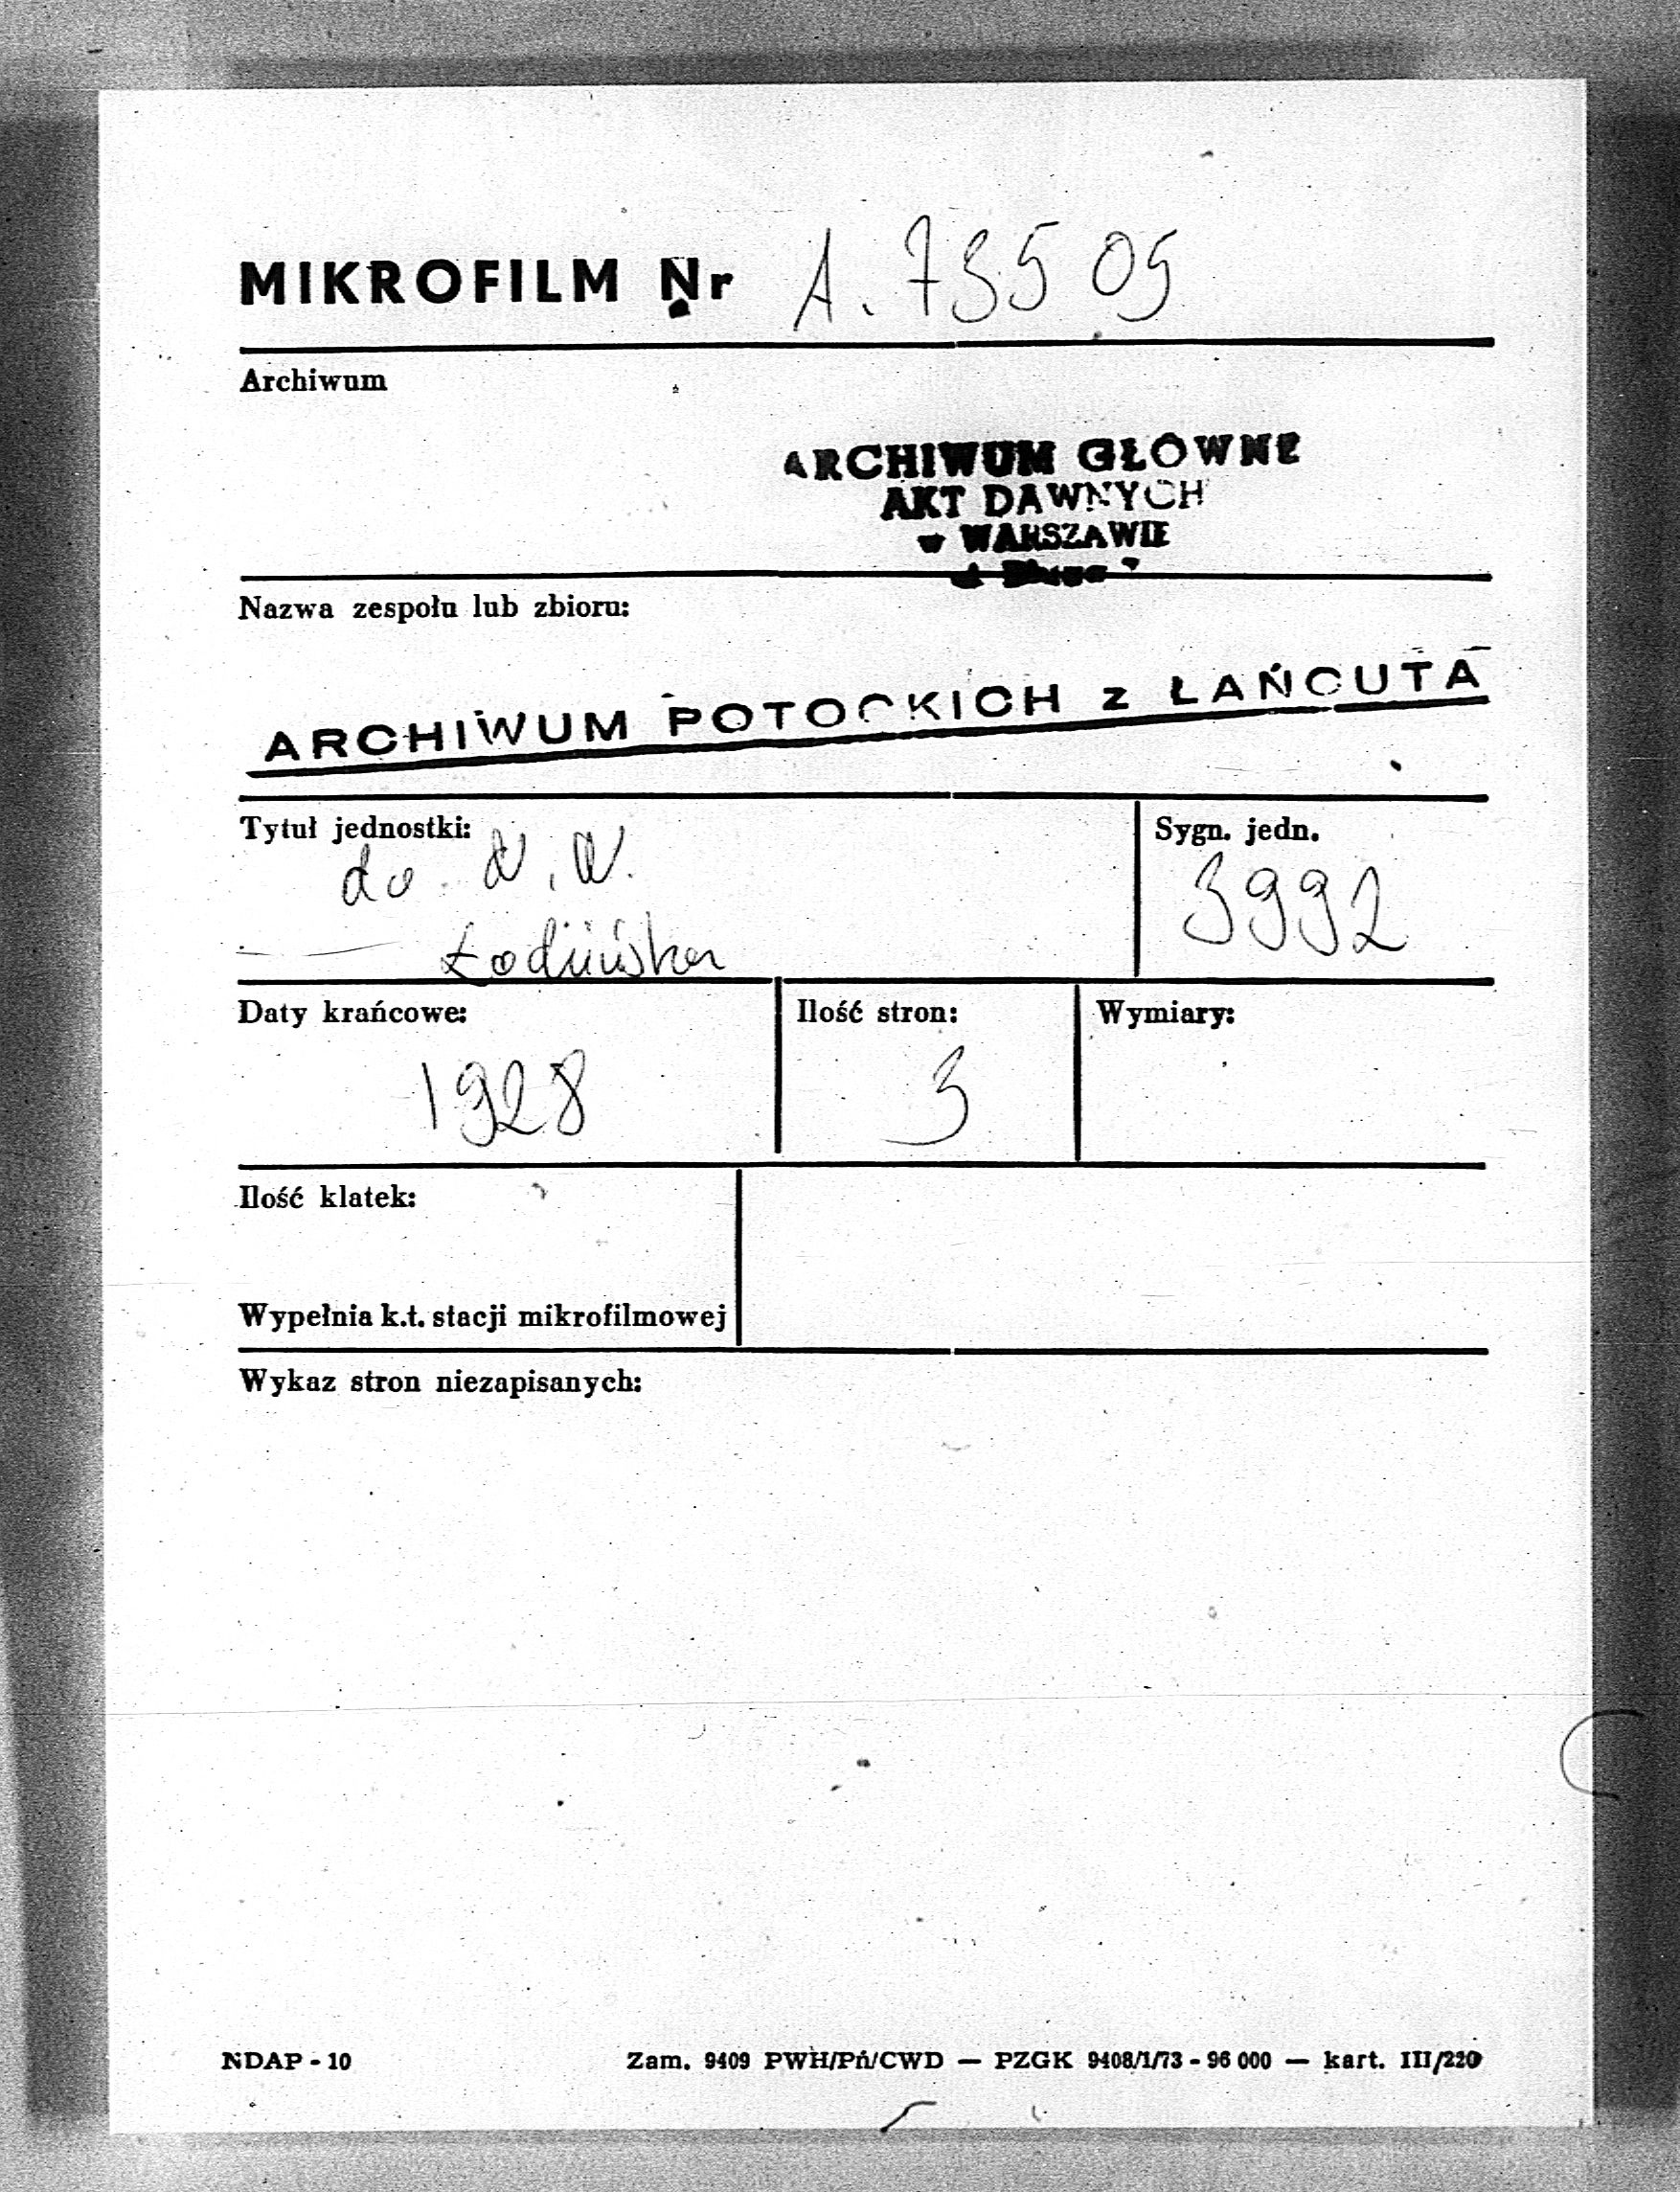 MIKROFILM Nr A. 73505
Archiwum
ARCHIWUM GŁÓWNE
AKT DAWNYCH
w WARSZAWIE
Nazwa zespołu lub zbioru:
ARCHIWUM POTOCKICH z ŁAŃCUTA
Tytuł jednostki: Sygn. jedn.
do N.N. 3992
Daty krańcowe: Ilość stron: Wymiary:
1928 3
Ilość klatek:
Wypełnia k.t. stacji mikrofilmowej
Wykaz stron niezapisanych:
NDAP - 10 Zam. 9409 PWH/Pń/CWD — PZGK 9408/1/73 - 96 000 — kart. III/220